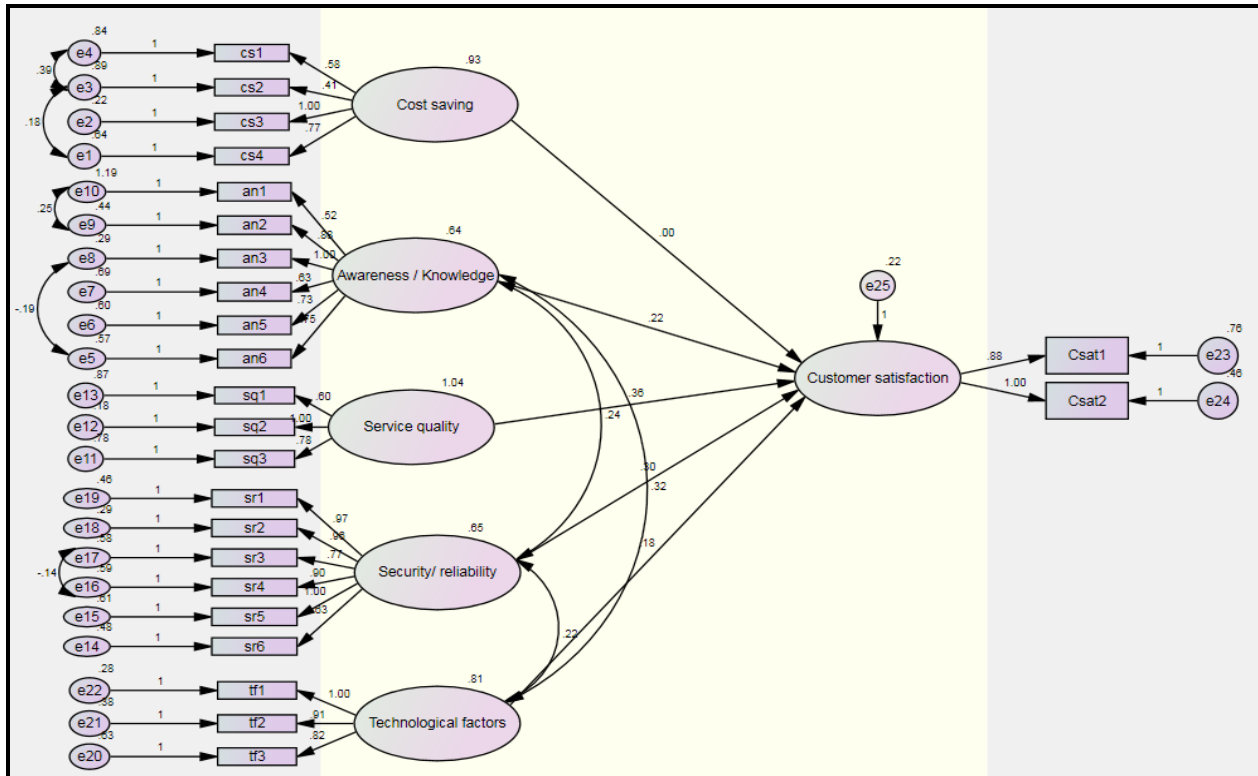 .84
e4 1 cs1
.39
.89
e3 1 cs2
.22
e2 1 cs3
.18
.64
e1 1 cs4
.58
.41
1.00
.77
.93
Cost saving
1.19
e10 1 an1
.25
.44
e9 1 an2
.29
e8 1 an3
.69
e7 1 an4
-.19
.60
e6 1 an5
.57
e5 1 an6
.52
.88
1.00
.63
.73
.75
.64
Awareness / Knowledge
.87
e13 1 sq1
.18
e12 1 sq2
.78
e11 1 sq3
.60
1.00
.78
1.04
Service quality
.46
e19 1 sr1
.29
e18 1 sr2
.58
e17 1 sr3
-.14
.59
e16 1 sr4
.61
e15 1 sr5
.48
e14 1 sr6
.97
.96
.77
.90
1.00
.83
.65
Security/ reliability
.28
e22 1 tf1
.38
e21 1 tf2
.63
e20 1 tf3
1.00
.91
.82
.81
Technological factors
.00
.22
.36
.24
.30
.32
.18
.22
.22
e25
1
Customer satisfaction
.88
1.00
Csat1 1 e23
.76
Csat2 1 e24
.46